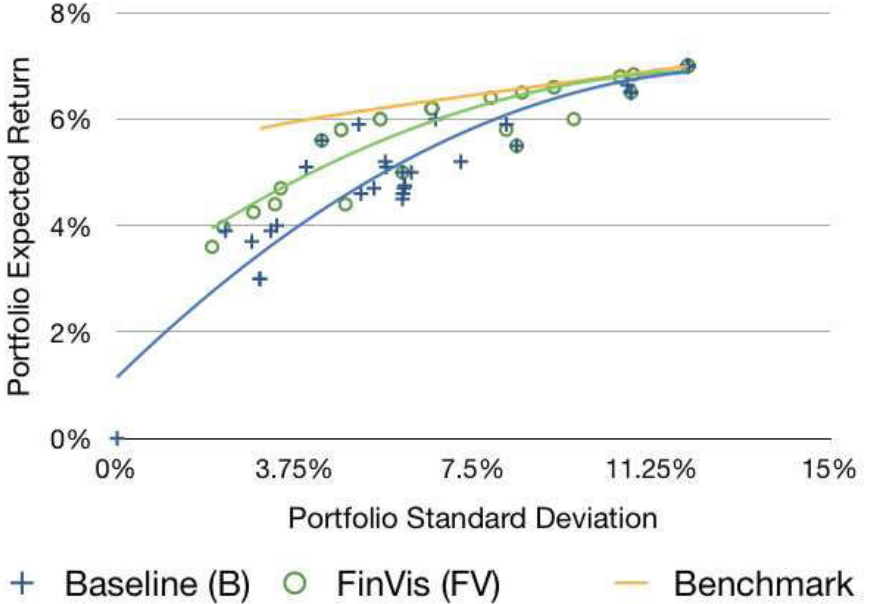 8%
6%
4%
2%
0%
Portfolio Expected Return
0% 3.75% 7.5% 11.25% 15%
Portfolio Standard Deviation
Baseline (B) FinVis (FV) Benchmark